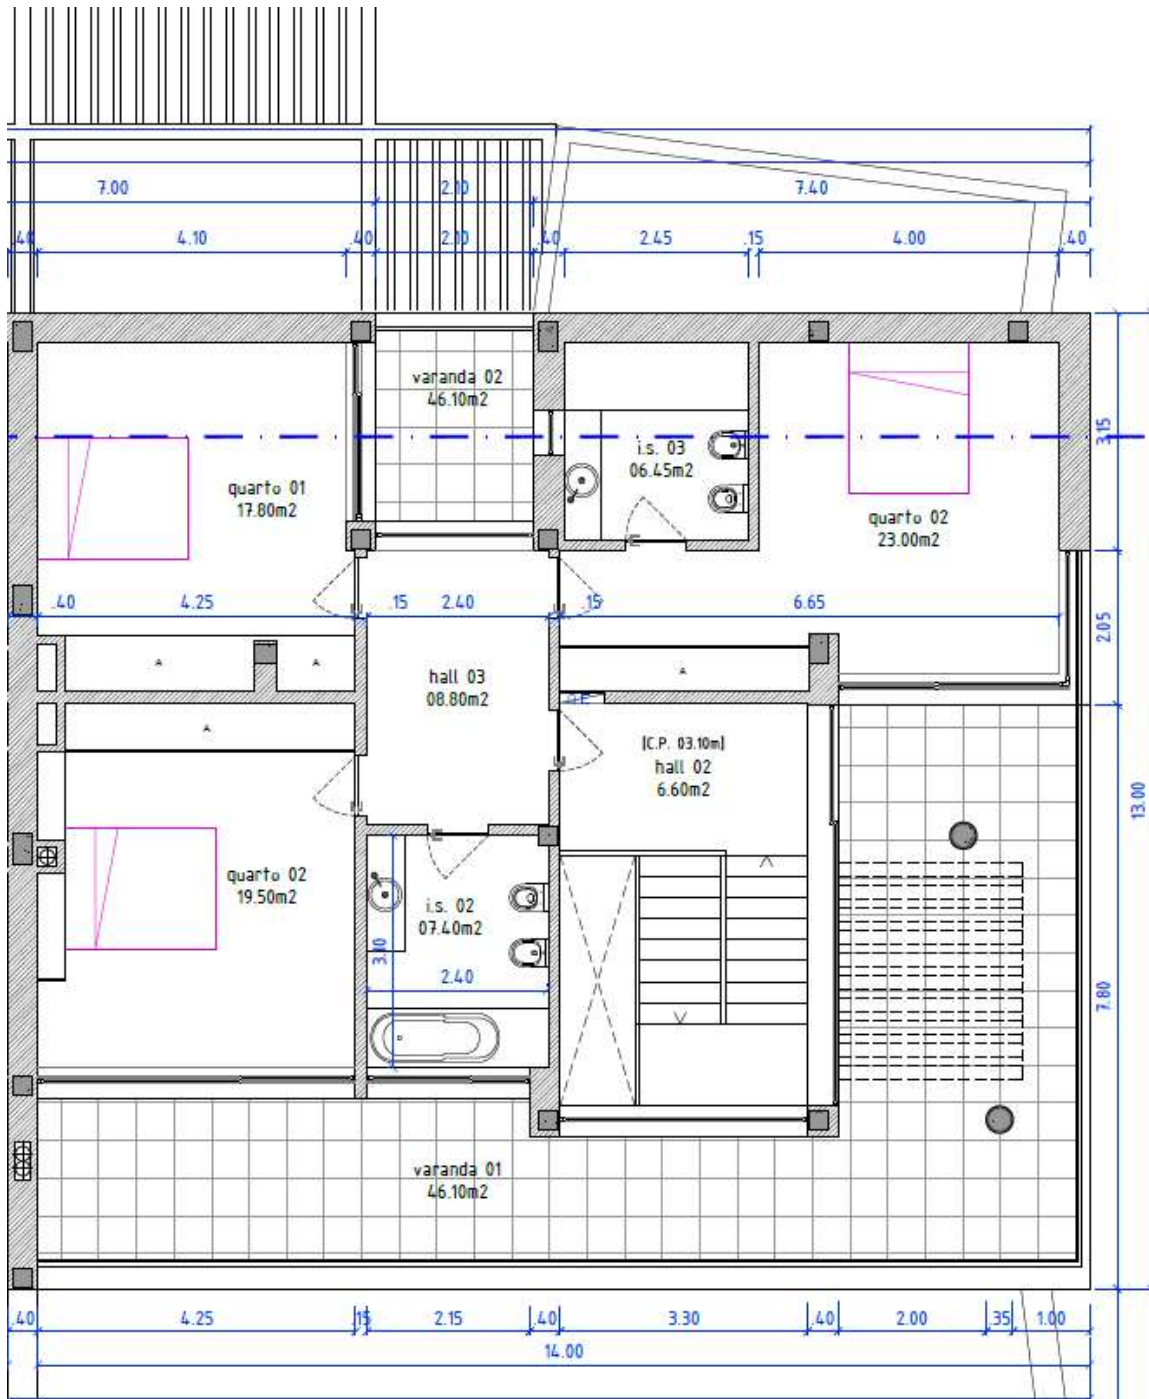 7.00 2.10 7.40
.40 4.10 .40 2.10 .40 2.45 .15 4.00 .40
varanda 02
46.10m2
i.s. 03
06.45m2
3.15
quarto 01
17.80m2
quarto 02
23.00m2
.40 4.25 .15 2.40 .15 6.65
2.05
A A
hall 03
08.80m2
A
A
[C.P. 03.10m]
hall 02
6.60m2
13.00
quarto 02
19.50m2
i.s. 02
07.40m2
2.40
7.80
varanda 01
46.10m2
.40 4.25 .15 2.15 .40 3.30 .40 2.00 .35 1.00
14.00